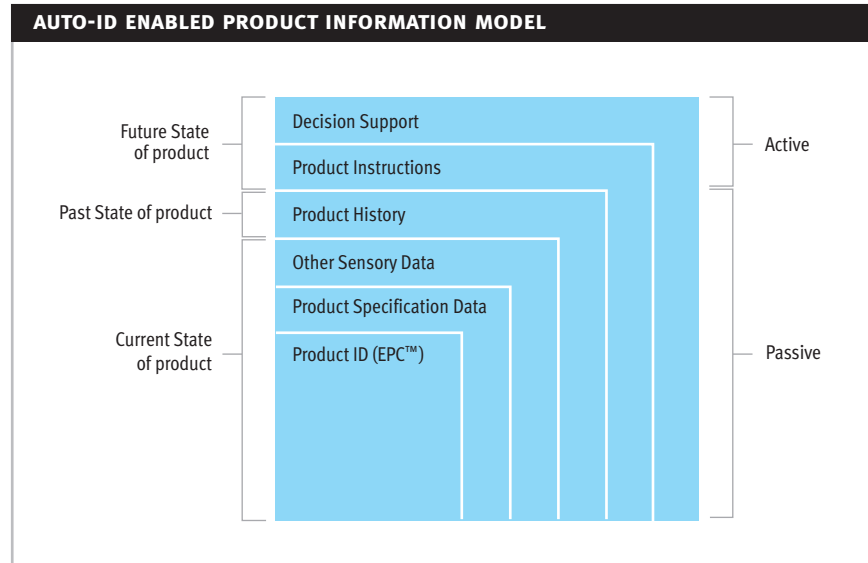 AUTO-ID ENABLED PRODUCT INFORMATION MODEL
Future State
of product
Past State of product
Current State
of product
Decision Support
Product Instructions
Product History
Other Sensory Data
Product Specification Data
Product ID (EPC™)
Active
Passive